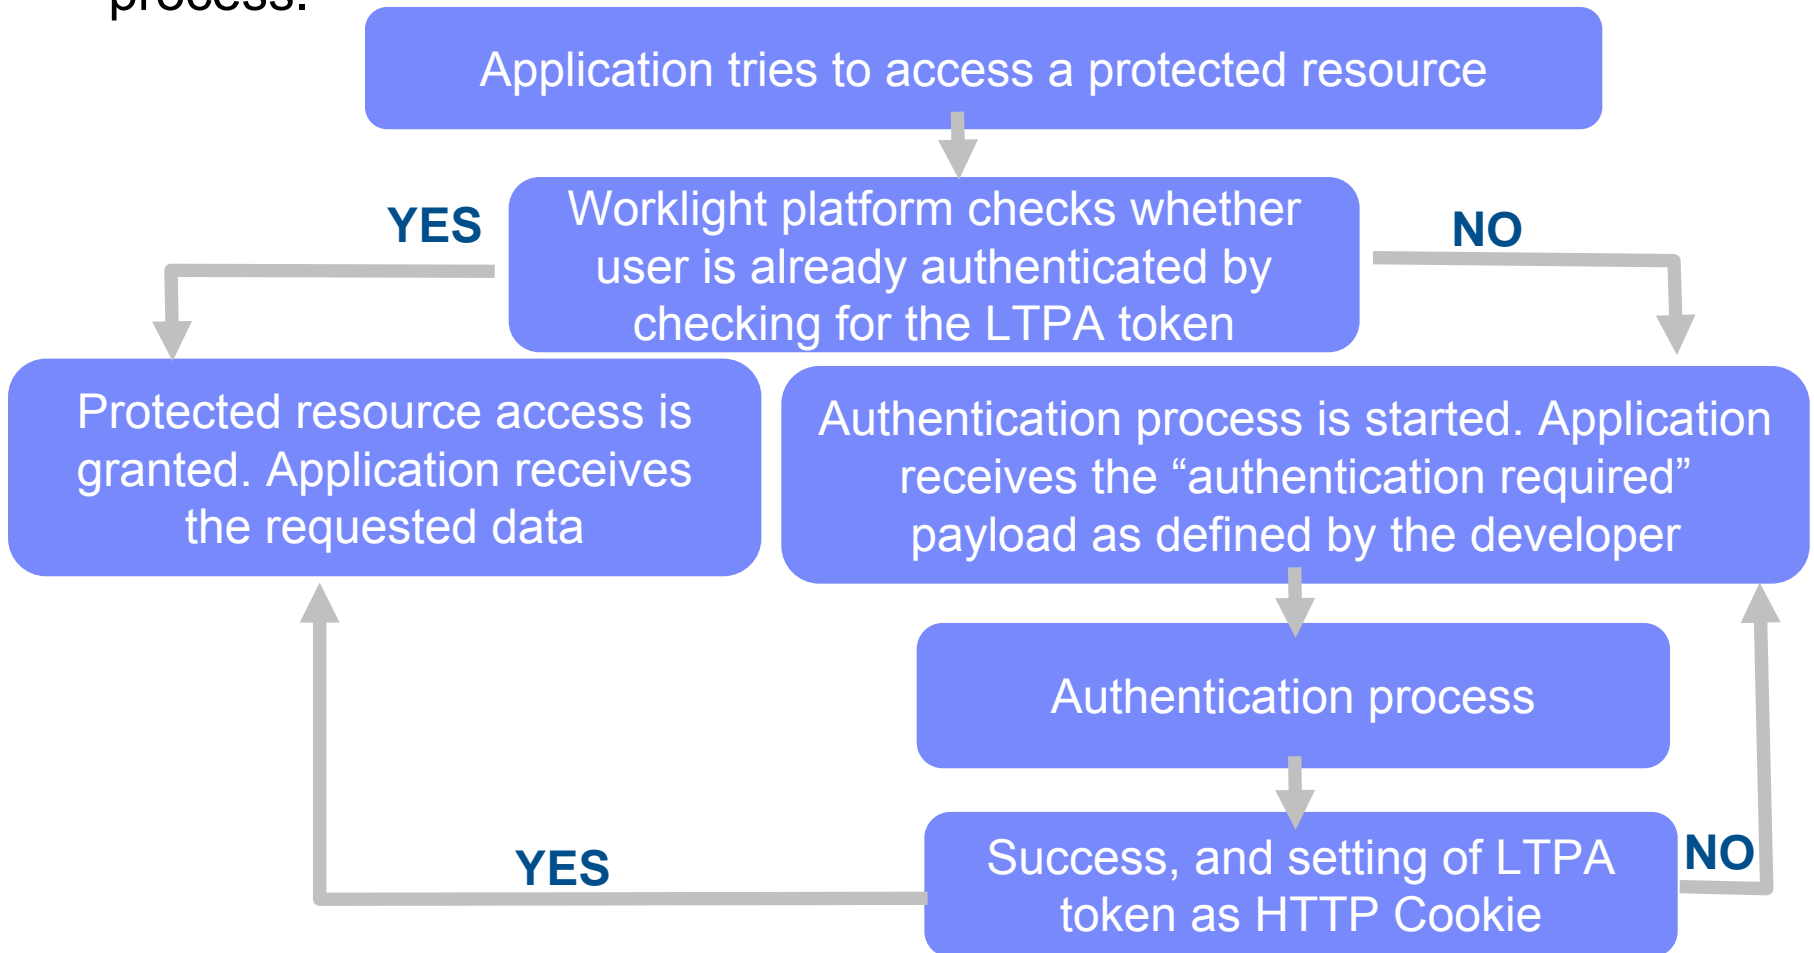 process.
Application tries to access a protected resource
Worklight platform checks whether
user is already authenticated by
checking for the LTPA token
YES
NO
Protected resource access is
granted. Application receives
the requested data
Authentication process is started. Application
receives the “authentication required”
payload as defined by the developer
Authentication process
Success, and setting of LTPA
token as HTTP Cookie
YES
NO